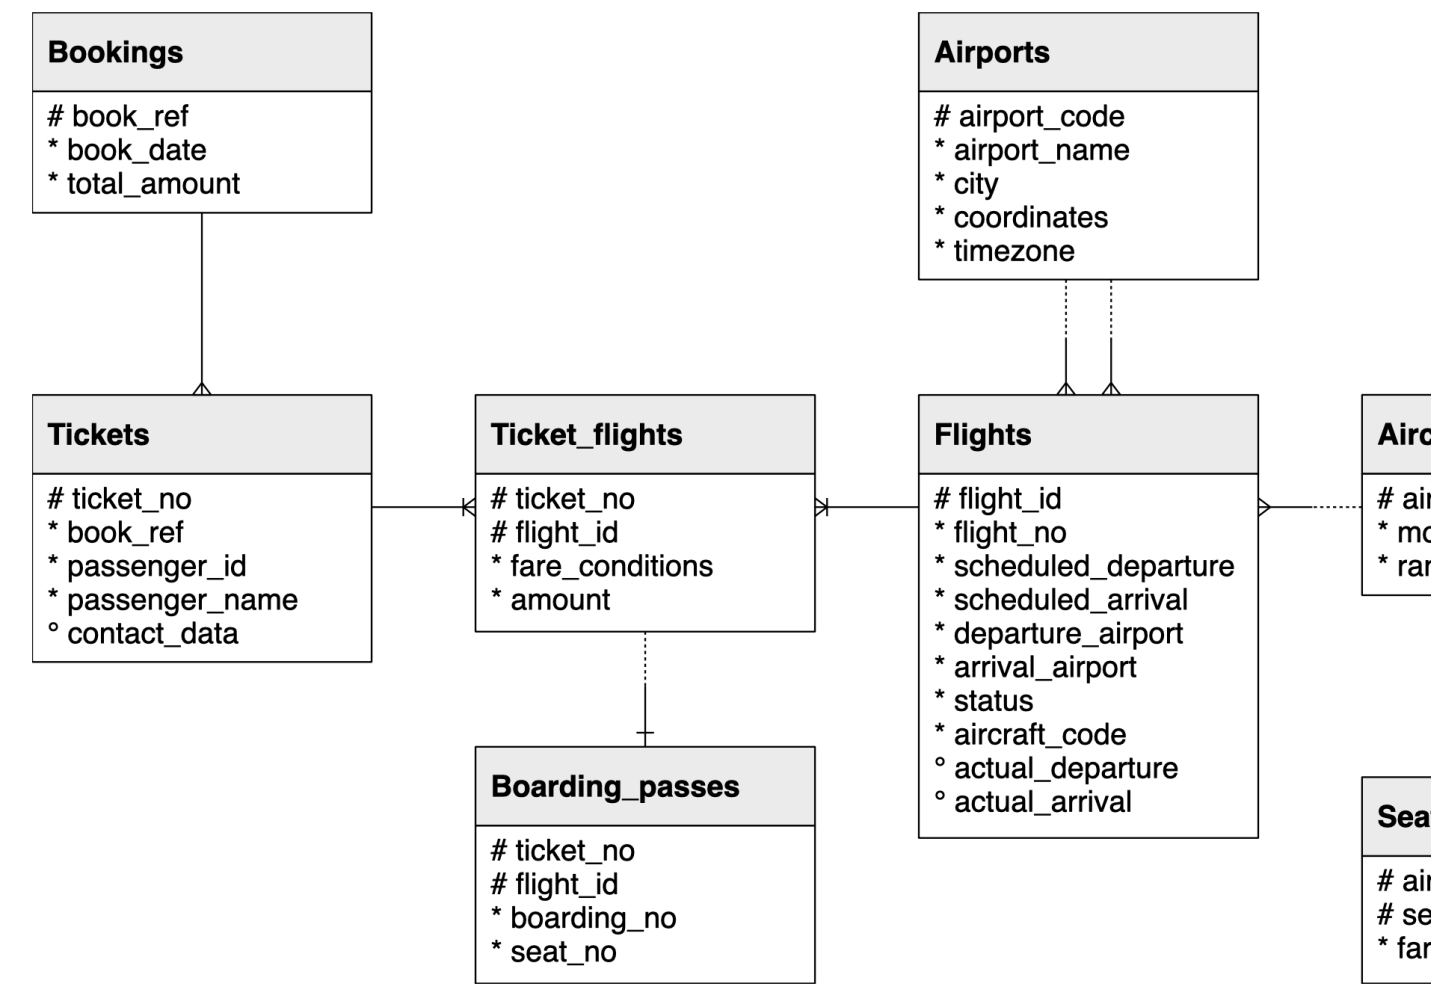 Bookings
# book_ref
* book_date
* total_amount
Airports
# airport_code
* airport_name
* city
* coordinates
* timezone
Tickets
# ticket_no
* book_ref
* passenger_id
* passenger_name
° contact_data
Ticket_flights
# ticket_no
# flight_id
* fare_conditions
* amount
Flights
# flight_id
* flight_no
* scheduled_departure
* scheduled_arrival
* departure_airport
* arrival_airport
* status
* aircraft_code
° actual_departure
° actual_arrival
Boarding_passes
# ticket_no
# flight_id
* boarding_no
* seat_no